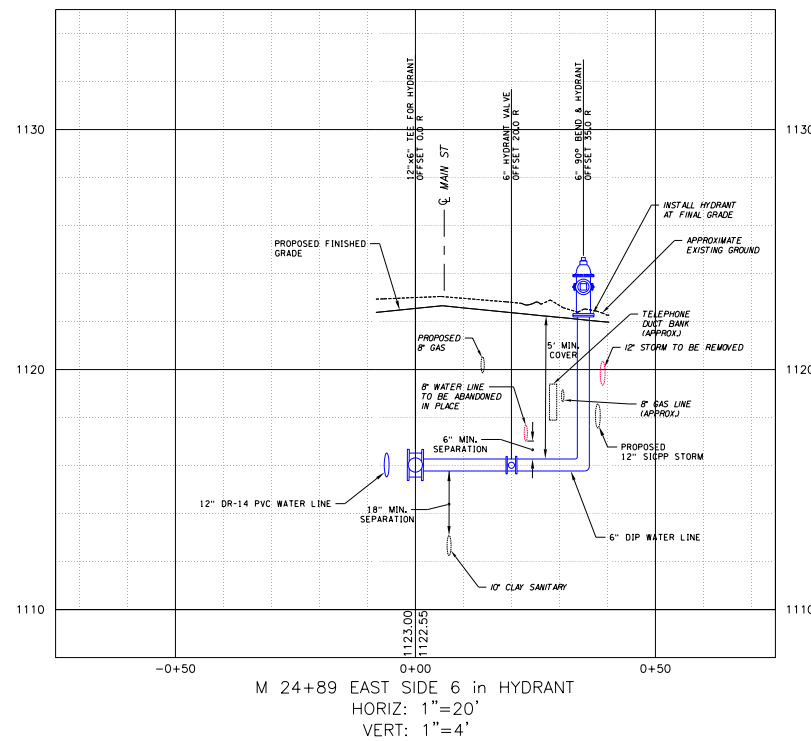 12"x6" TEE FOR HYDRANT
OFFSET 0.0 R
℄ MAIN ST
6" HYDRANT VALVE
OFFSET 20.0 R
6" 90° BEND & HYDRANT
OFFSET 35.0 R
1130
1130
INSTALL HYDRANT
AT FINAL GRADE
PROPOSED FINISHED
GRADE
APPROXIMATE
EXISTING GROUND
TELEPHONE
DUCT BANK
(APPROX.)
PROPOSED
8" GAS
5' MIN.
COVER
12" STORM TO BE REMOVED
1120
1120
8" WATER LINE
TO BE ABANDONED
IN PLACE
8" GAS LINE
(APPROX.)
6" MIN.
SEPARATION
PROPOSED
12" SICPP STORM
12" DR-14 PVC WATER LINE
18" MIN.
SEPARATION
6" DIP WATER LINE
10" CLAY SANITARY
1110
1110
1123.00
1122.55
-0+50
0+00
0+50
M 24+89 EAST SIDE 6 in HYDRANT
HORIZ: 1"=20'
VERT: 1"=4'